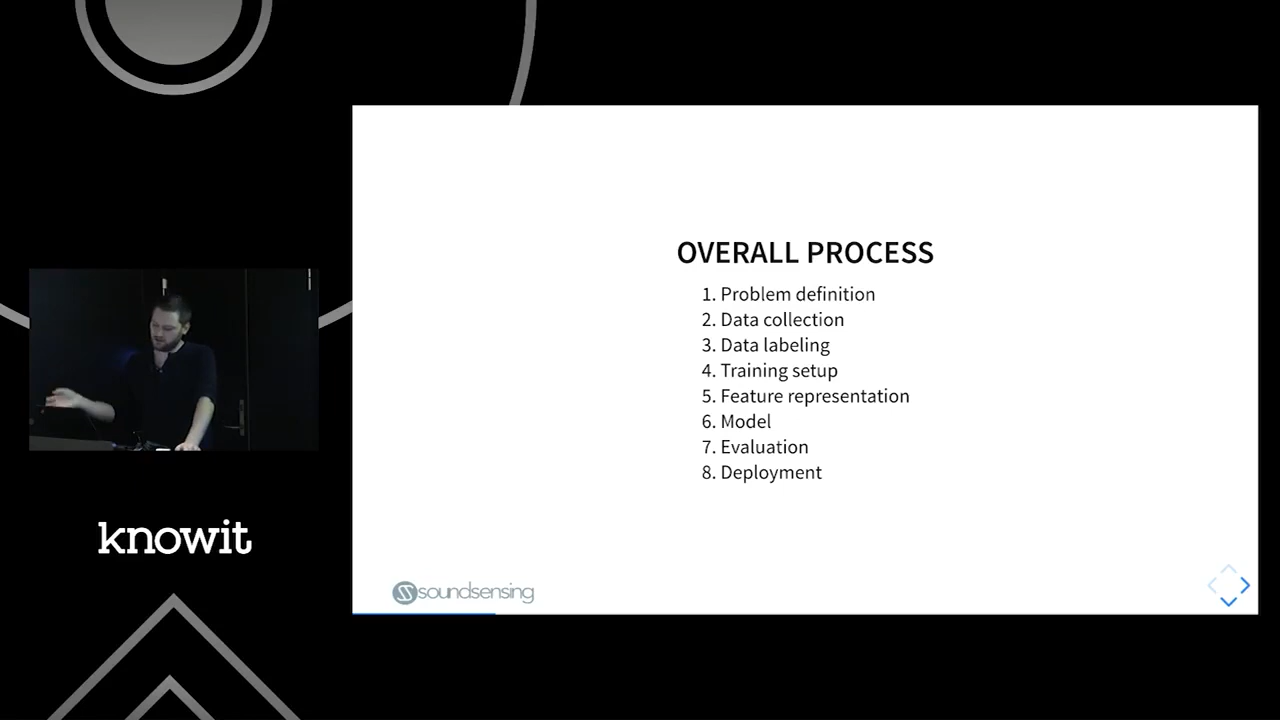 OVERALL PROCESS
1. Problem definition
2. Data collection
3. Data labeling
4. Training setup
5. Feature representation
6. Model
7. Evaluation
8. Deployment
knowit
soundsensing